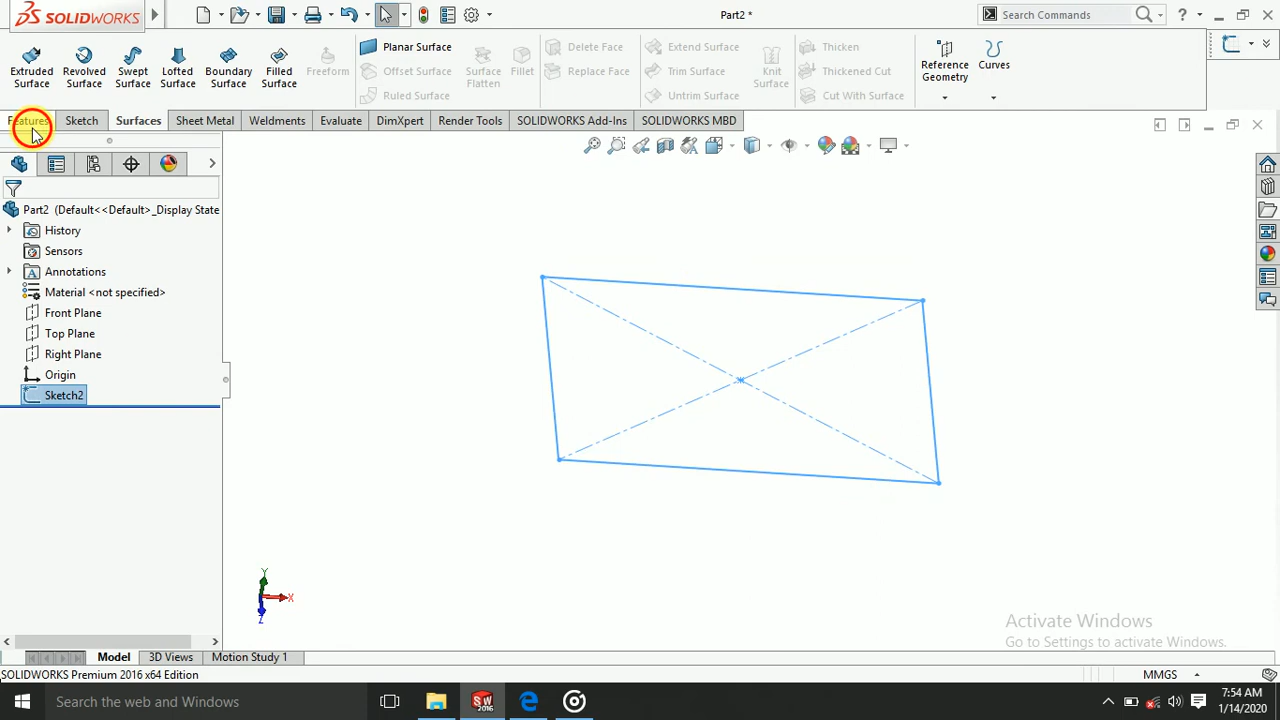 SOLIDWORKS
Part2 *
Search Commands
?
Extruded Surface
Revolved Surface
Swept Surface
Lofted Surface
Boundary Surface
Filled Surface
Freeform
Planar Surface
Offset Surface
Ruled Surface
Surface Flatten
Fillet
Delete Face
Replace Face
Extend Surface
Trim Surface
Untrim Surface
Knit Surface
Thicken
Thickened Cut
Cut With Surface
Reference Geometry
Curves
Features Sketch Surfaces Sheet Metal Weldments Evaluate DimXpert Render Tools SOLIDWORKS Add-Ins SOLIDWORKS MBD
Part2 (Default<<Default>_Display State
History
Sensors
A Annotations
Material <not specified>
Front Plane
Top Plane
Right Plane
Origin
Sketch2
Y
X
Z
Activate Windows
Go to Settings to activate Windows.
Model 3D Views Motion Study 1
SOLIDWORKS Premium 2016 x64 Edition
MMGS
Search the web and Windows
SW
2016
7:54 AM
1/14/2020